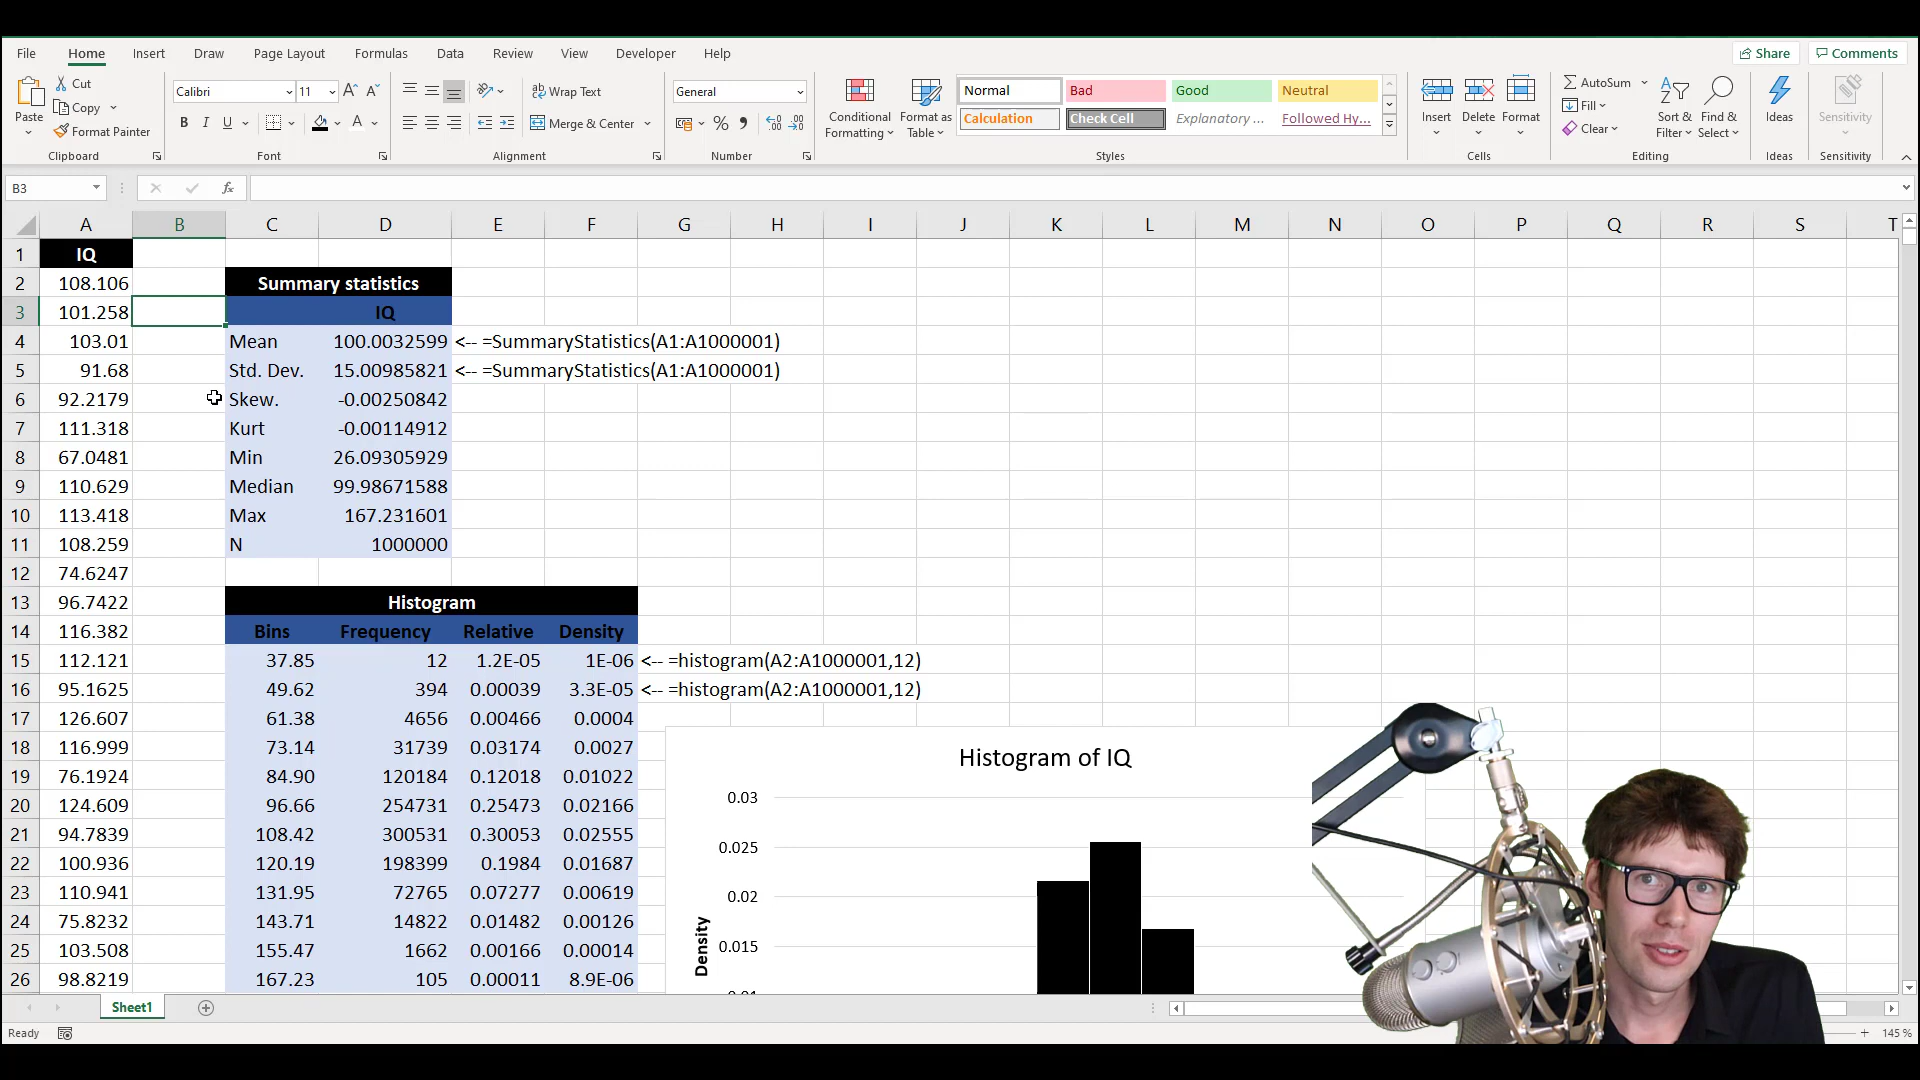 File Home Insert Draw Page Layout Formulas Data Review View Developer Help Share Comments
Paste Cut Copy Format Painter Clipboard
Calibri 11 A A B I U A Font
Wrap Text Merge & Center Alignment
General % Number
Conditional Formatting Format as Table
Normal Bad Good Neutral
Calculation Check Cell Explanatory ... Followed Hy...
Styles
Insert Delete Format Cells
AutoSum Fill Clear Sort & Filter Find & Select Editing
Ideas Ideas
Sensitivity Sensitivity
B3 fx
A B C D E F G H I J K L M N O P Q R S T
1 IQ
2 108.106 Summary statistics
3 101.258 IQ
4 103.01 Mean 100.0032599 <-- =SummaryStatistics(A1:A1000001)
5 91.68 Std. Dev. 15.00985821 <-- =SummaryStatistics(A1:A1000001)
6 92.2179 Skew. -0.00250842
7 111.318 Kurt -0.00114912
8 67.0481 Min 26.09305929
9 110.629 Median 99.98671588
10 113.418 Max 167.231601
11 108.259 N 1000000
12 74.6247
13 96.7422 Histogram
14 116.382 Bins Frequency Relative Density
15 112.121 37.85 12 1.2E-05 1E-06 <-- =histogram(A2:A1000001,12)
16 95.1625 49.62 394 0.00039 3.3E-05 <-- =histogram(A2:A1000001,12)
17 126.607 61.38 4656 0.00466 0.0004
18 116.999 73.14 31739 0.03174 0.0027
19 76.1924 84.90 120184 0.12018 0.01022
20 124.609 96.66 254731 0.25473 0.02166
21 94.7839 108.42 300531 0.30053 0.02555
22 100.936 120.19 198399 0.1984 0.01687
23 110.941 131.95 72765 0.07277 0.00619
24 75.8232 143.71 14822 0.01482 0.00126
25 103.508 155.47 1662 0.00166 0.00014
26 98.8219 167.23 105 0.00011 8.9E-06
Histogram of IQ
0.03
0.025
0.02
0.015
Density
Sheet1
Ready 145 %